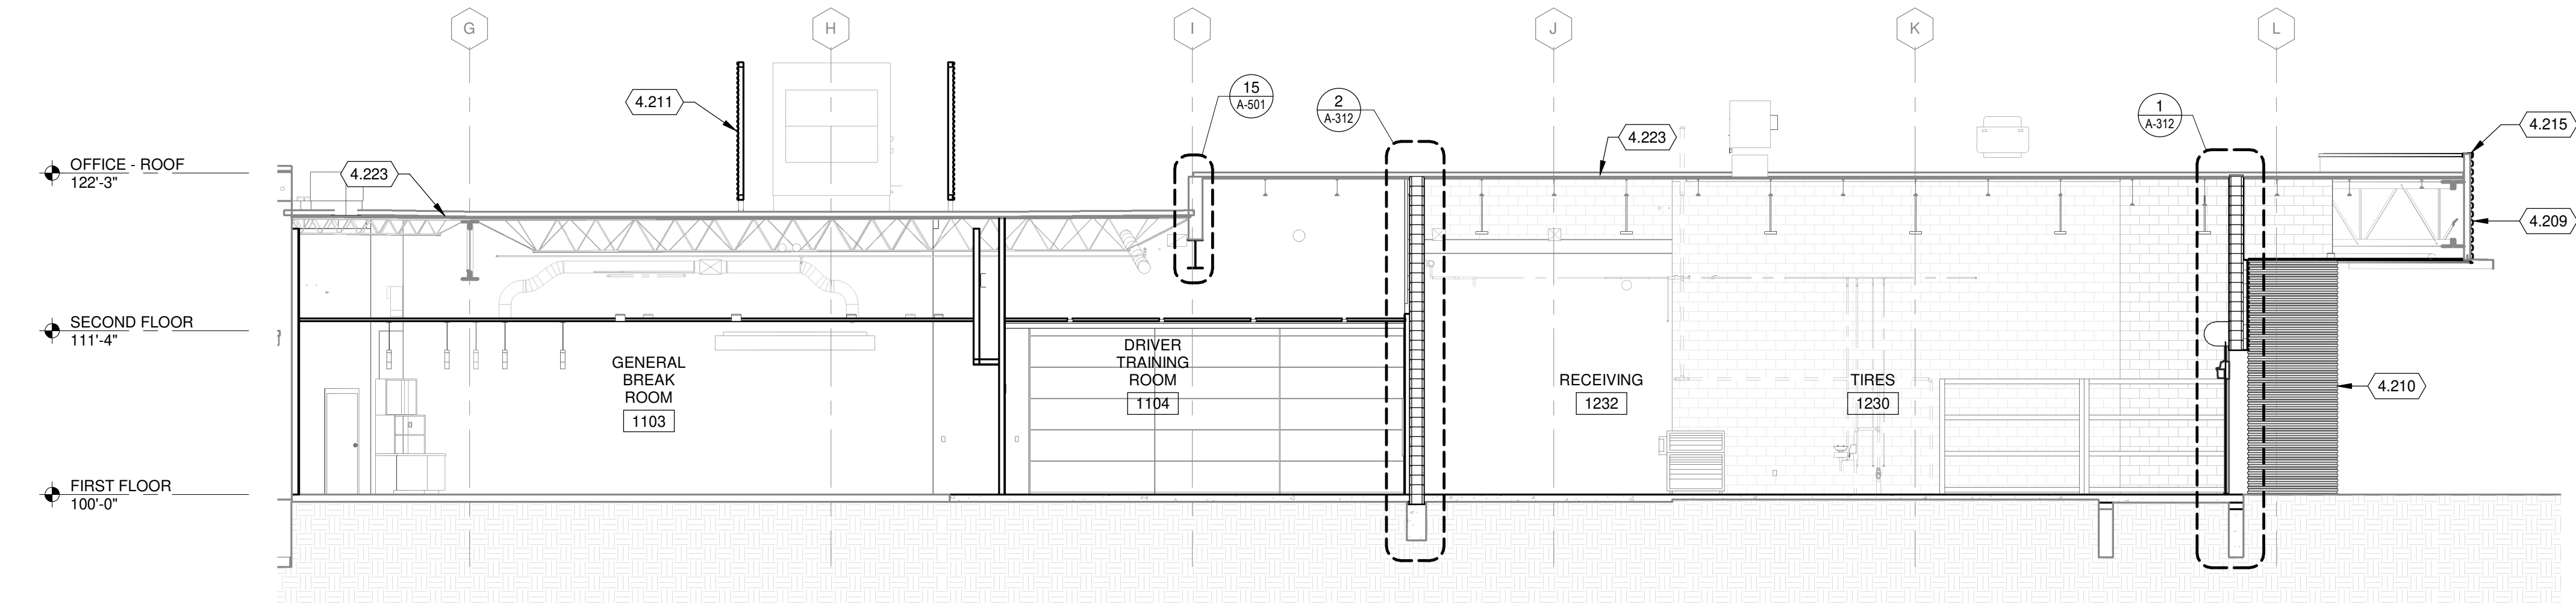 G
H
I
J
K
L
15
A-501
2
A-312
1
A-312
4.211
4.223
4.215
OFFICE - ROOF
122'-3"
4.223
4.209
SECOND FLOOR
111'-4"
GENERAL
BREAK
ROOM
1103
DRIVER
TRAINING
ROOM
1104
RECEIVING
1232
TIRES
1230
4.210
FIRST FLOOR
100'-0"